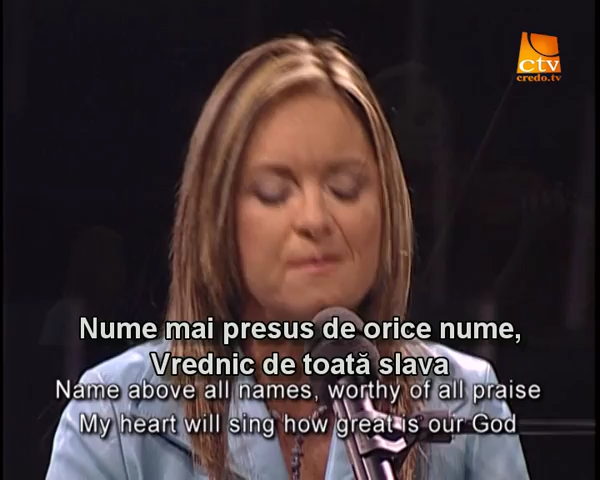 ctv
credo.tv
Nume mai presus de orice nume,
Vrednic de toată slava
Name above all names, worthy of all praise
My heart will sing how great is our God